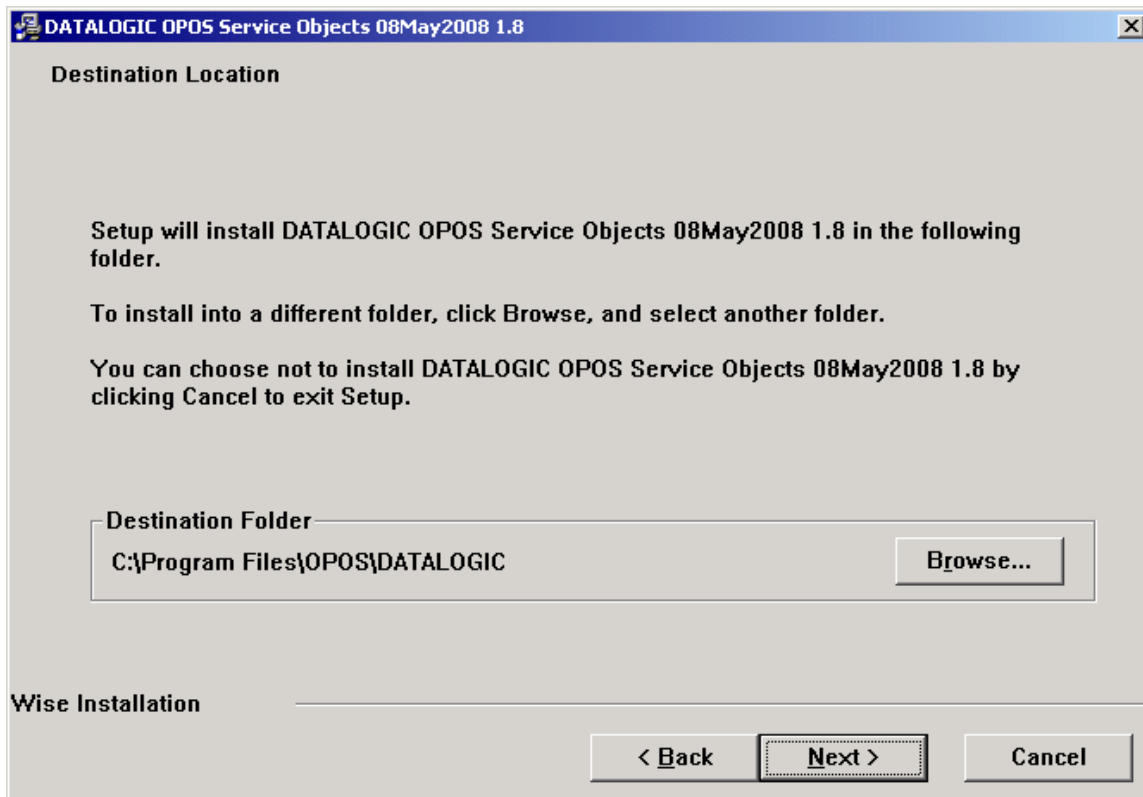 DATALOGIC OPOS Service Objects 08May2008 1.8
Destination Location
Setup will install DATALOGIC OPOS Service Objects 08May2008 1.8 in the following
folder.
To install into a different folder, click Browse, and select another folder.
You can choose not to install DATALOGIC OPOS Service Objects 08May2008 1.8 by
clicking Cancel to exit Setup.
Destination Folder
C:\Program Files\OPOS\DATALOGIC
Browse...
Wise Installation
< Back
Next >
Cancel